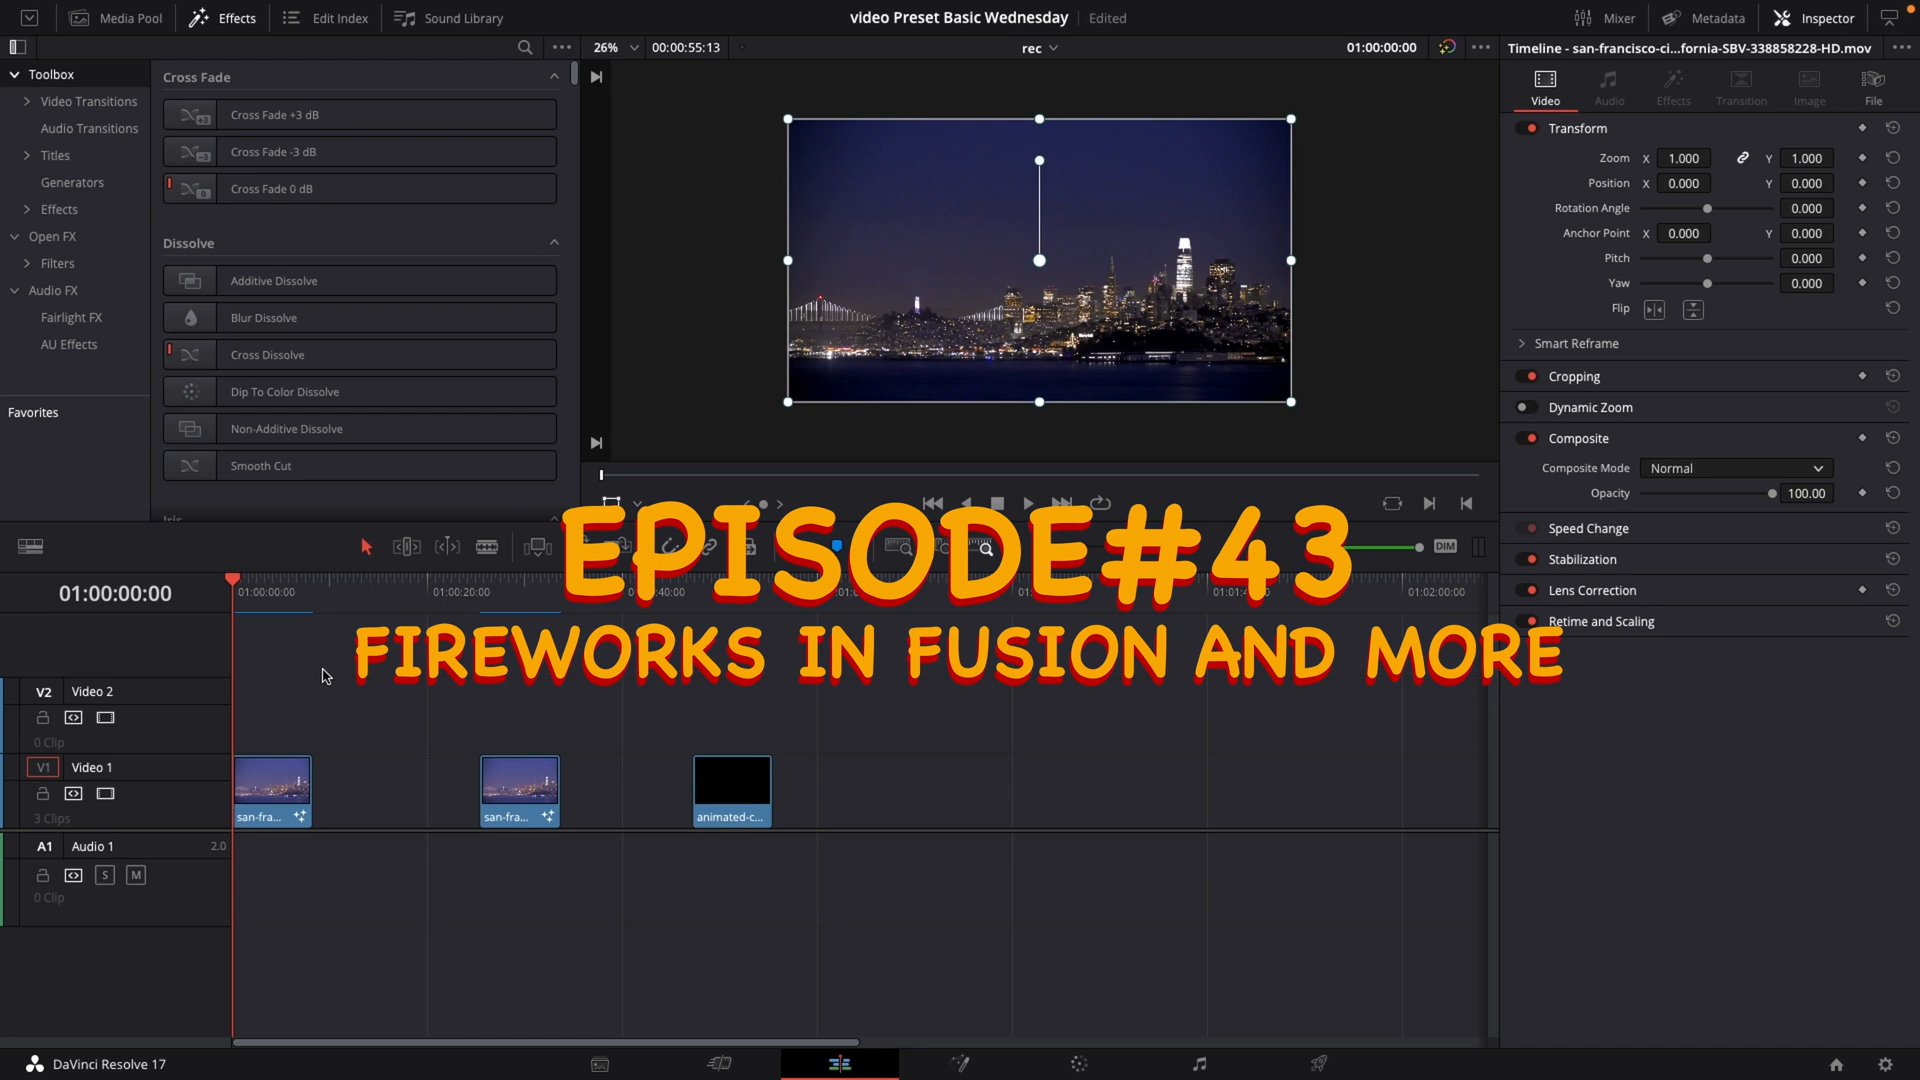 Media Pool
Effects
Edit Index
Sound Library
video Preset Basic Wednesday
Edited
Mixer
Metadata
Inspector
26%
00:00:55:13
rec
01:00:00:00
Timeline - san-francisco-ci...fornia-SBV-338858228-HD.mov
Toolbox
Video Transitions
Audio Transitions
Titles
Generators
Effects
Open FX
Filters
Audio FX
Fairlight FX
AU Effects
Favorites
Cross Fade
Cross Fade +3 dB
Cross Fade -3 dB
Cross Fade 0 dB
Dissolve
Additive Dissolve
Blur Dissolve
Cross Dissolve
Dip To Color Dissolve
Non-Additive Dissolve
Smooth Cut
Video
Audio
Effects
Transition
Image
File
Transform
Zoom X 1.000 Y 1.000
Position X 0.000 Y 0.000
Rotation Angle 0.000
Anchor Point X 0.000 Y 0.000
Pitch 0.000
Yaw 0.000
Flip
Smart Reframe
Cropping
Dynamic Zoom
Composite
Composite Mode Normal
Opacity 100.00
Speed Change
Stabilization
Lens Correction
Retime and Scaling
DIM
EPISODE#43
FIREWORKS IN FUSION AND MORE
01:00:00:00
01:00:00:00
01:00:20:00
01:02:00:00
V2 Video 2
0 Clip
V1 Video 1
3 Clips
san-fra...
san-fra...
animated-c...
A1 Audio 1 2.0
S M
0 Clip
DaVinci Resolve 17